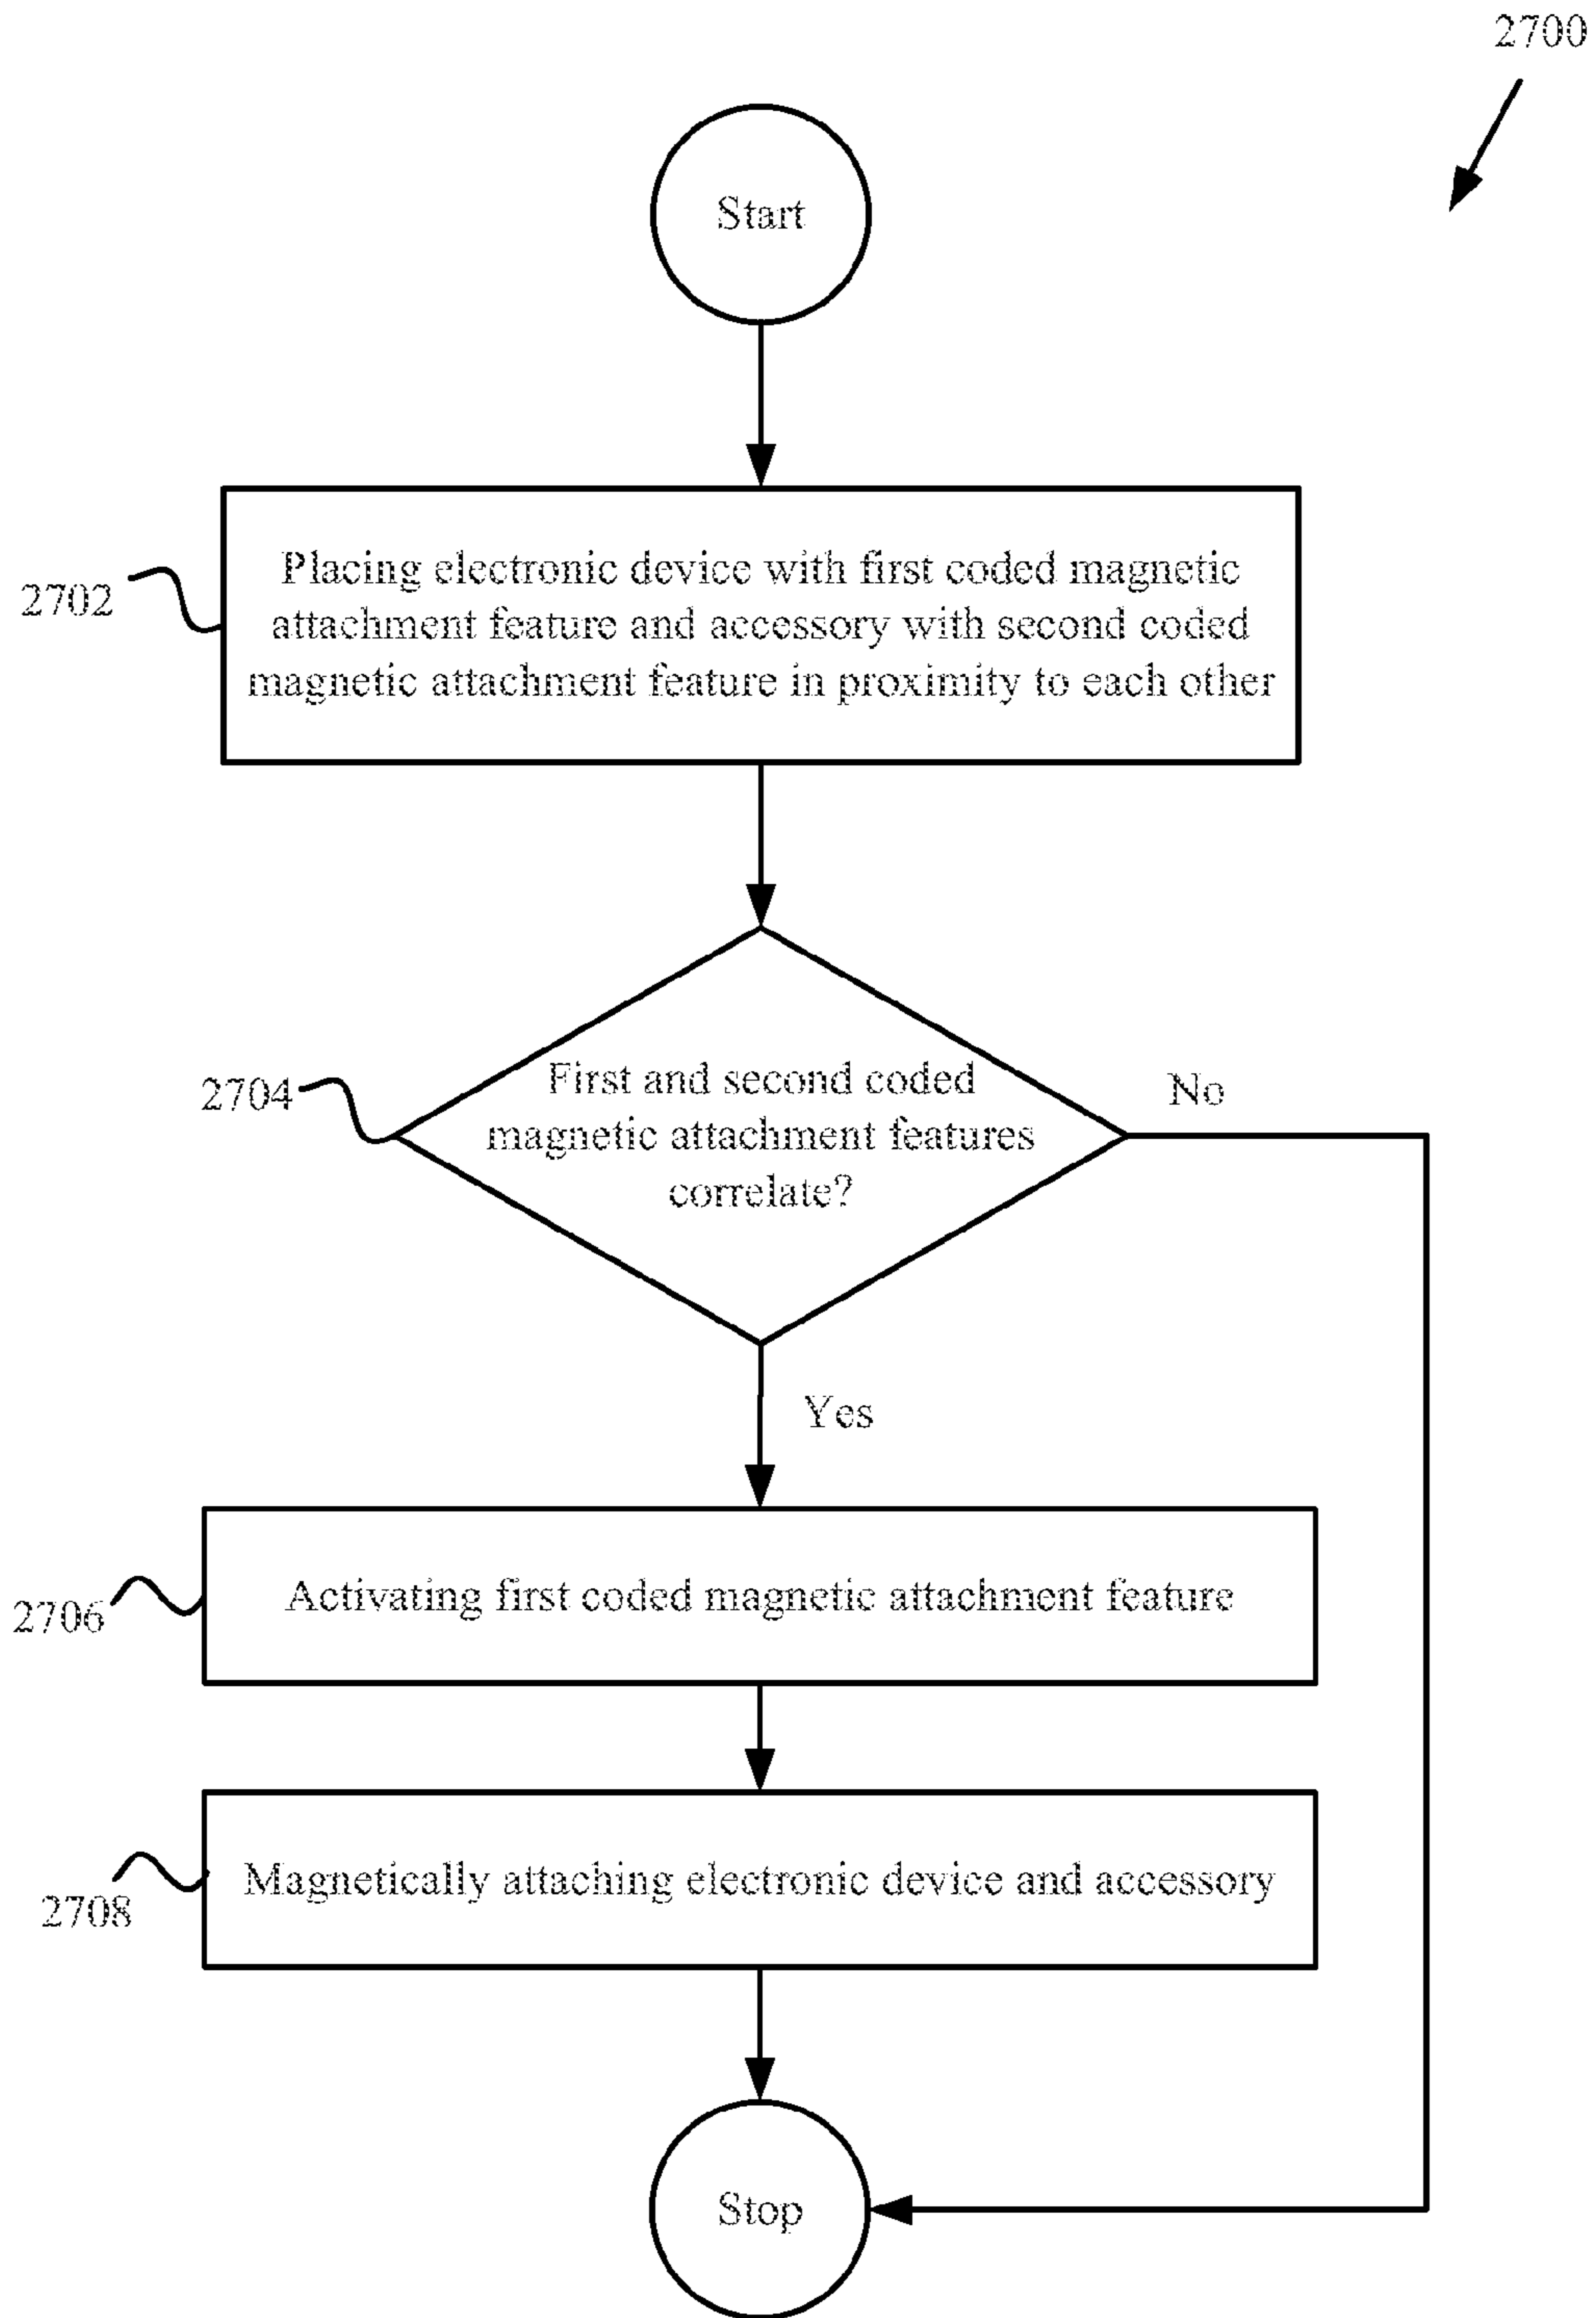 2700
Start
2702
Placing electronic device with first coded magnetic
attachment feature and accessory with second coded
magnetic attachment feature in proximity to each other
2704
First and second coded
magnetic attachment features
correlate?
No
Yes
2706
Activating first coded magnetic attachment feature
2708
Magnetically attaching electronic device and accessory
Stop